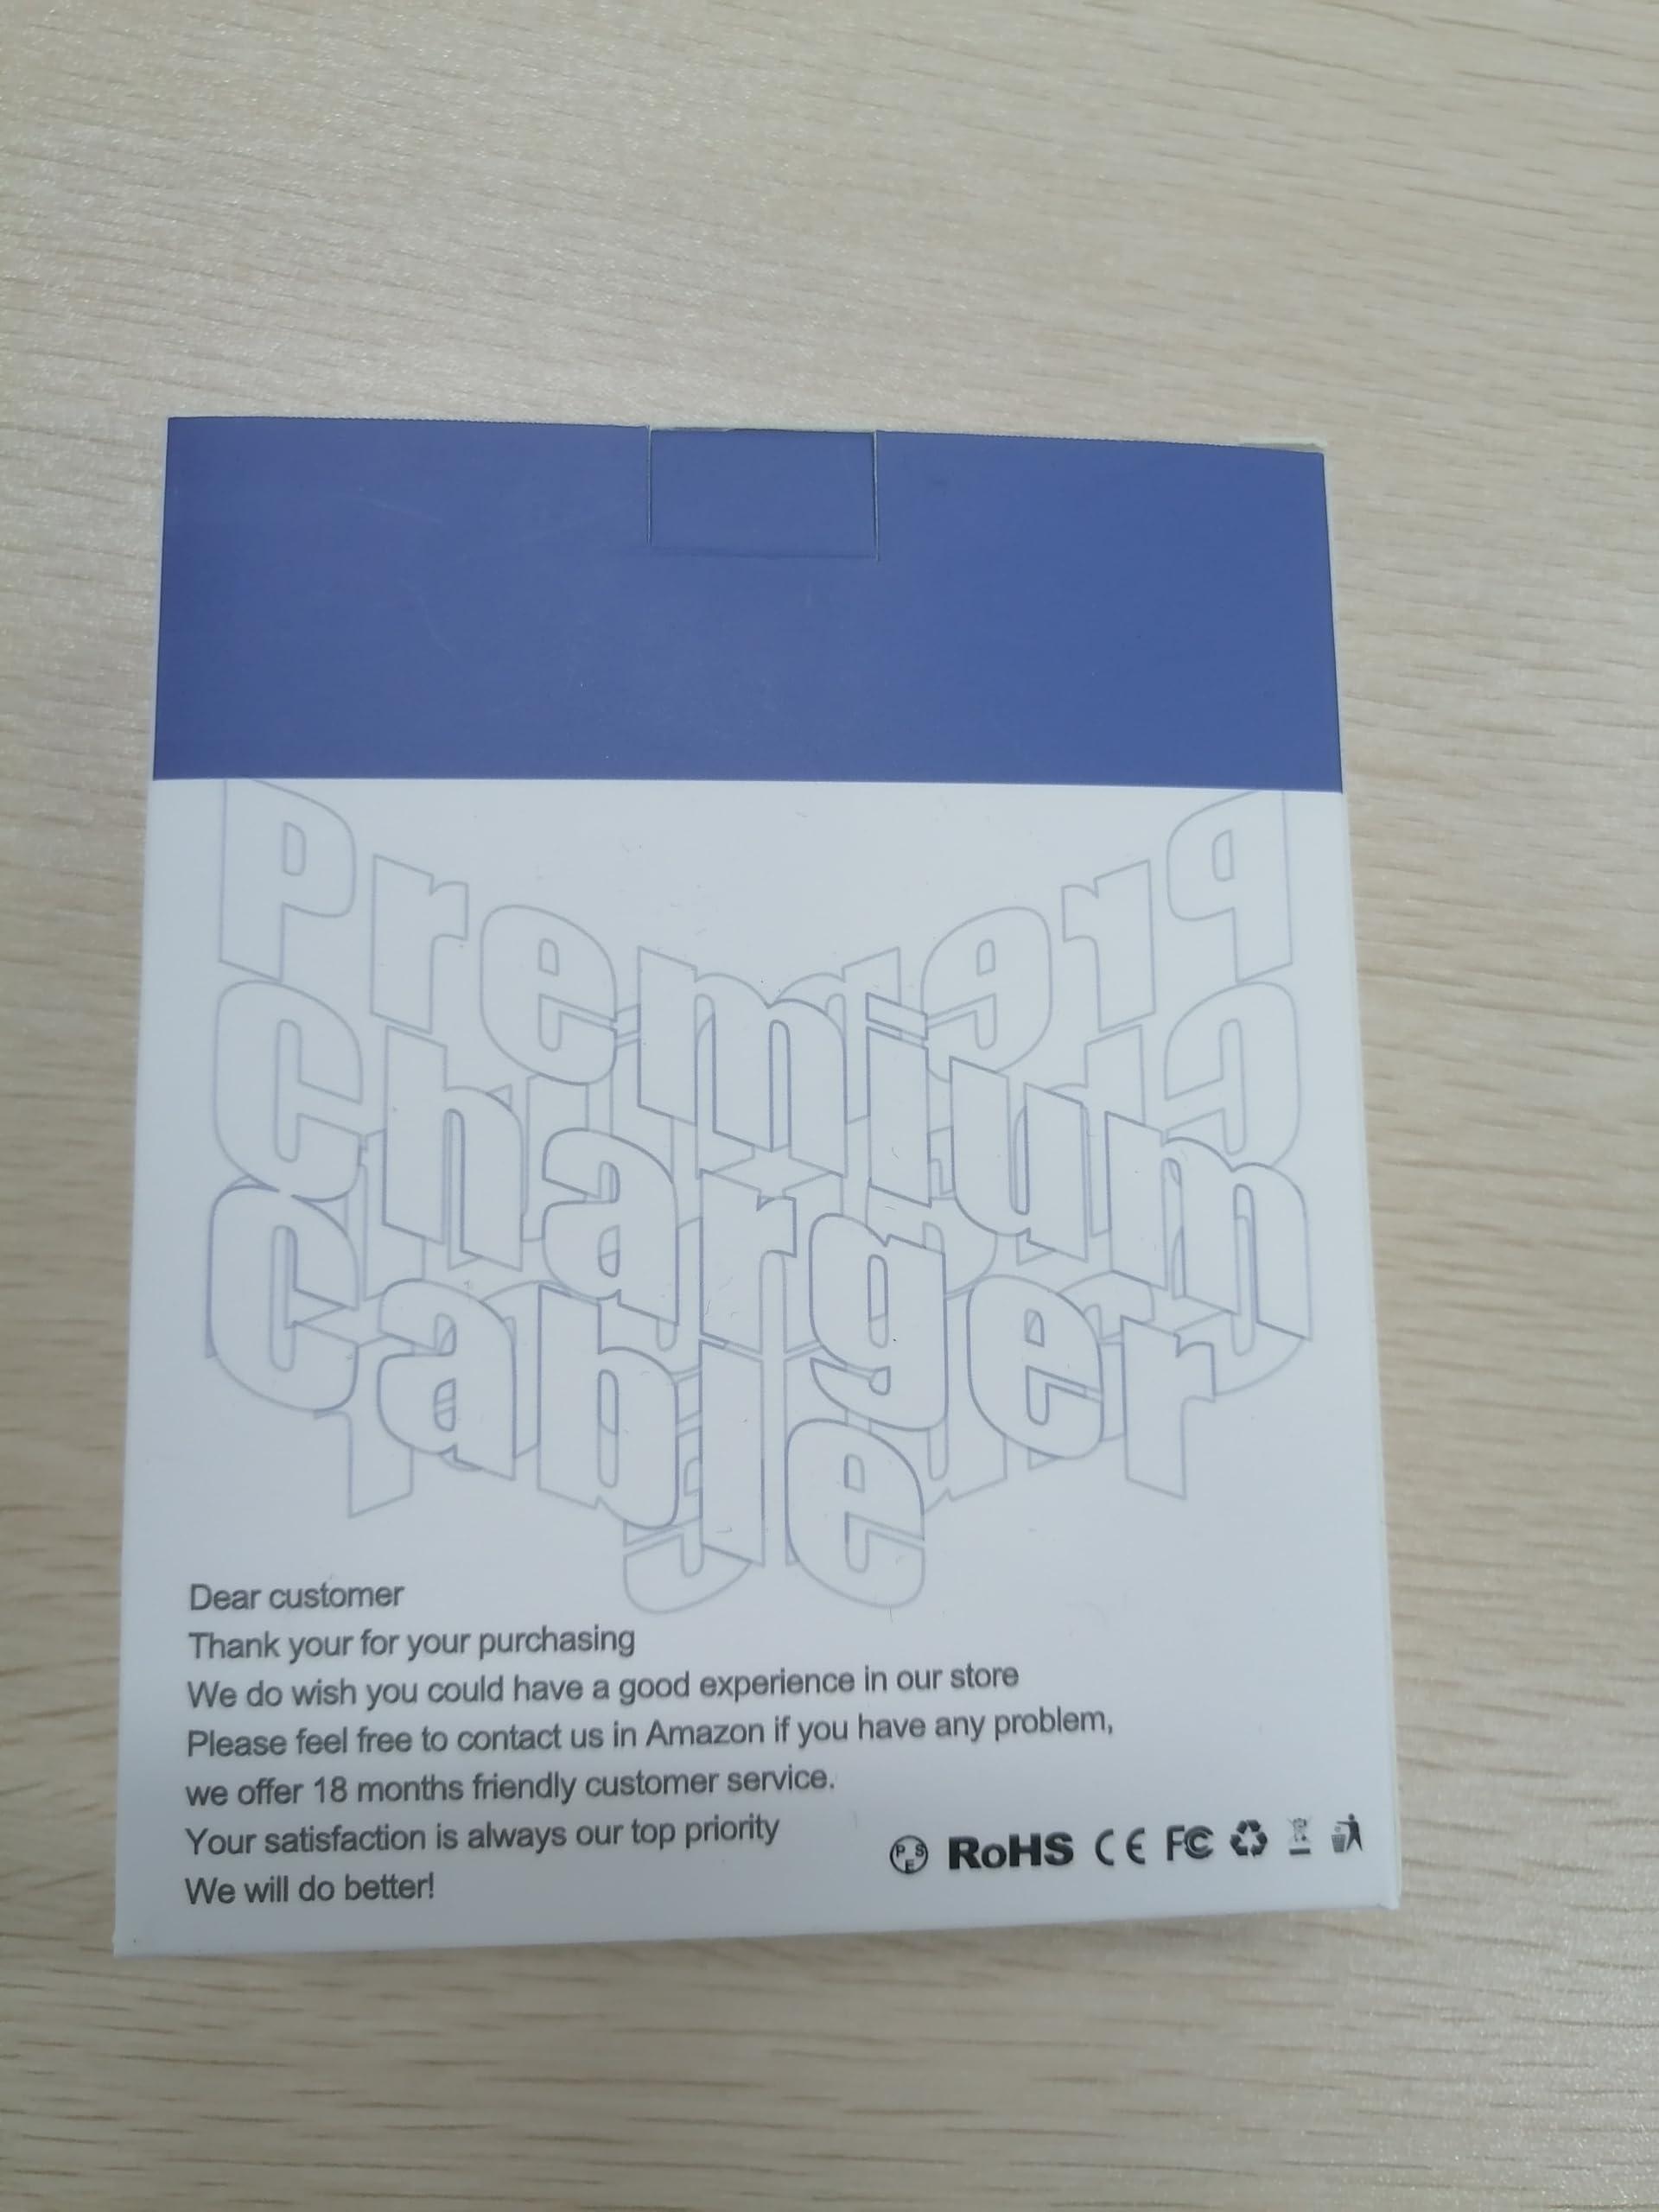 Premium
Charger
Cable
Dear customer
Thank your for your purchasing
We do wish you could have a good experience in our store
Please feel free to contact us in Amazon if you have any problem,
we offer 18 months friendly customer service.
Your satisfaction is always our top priority
We will do better!
PSE RoHS CE FC